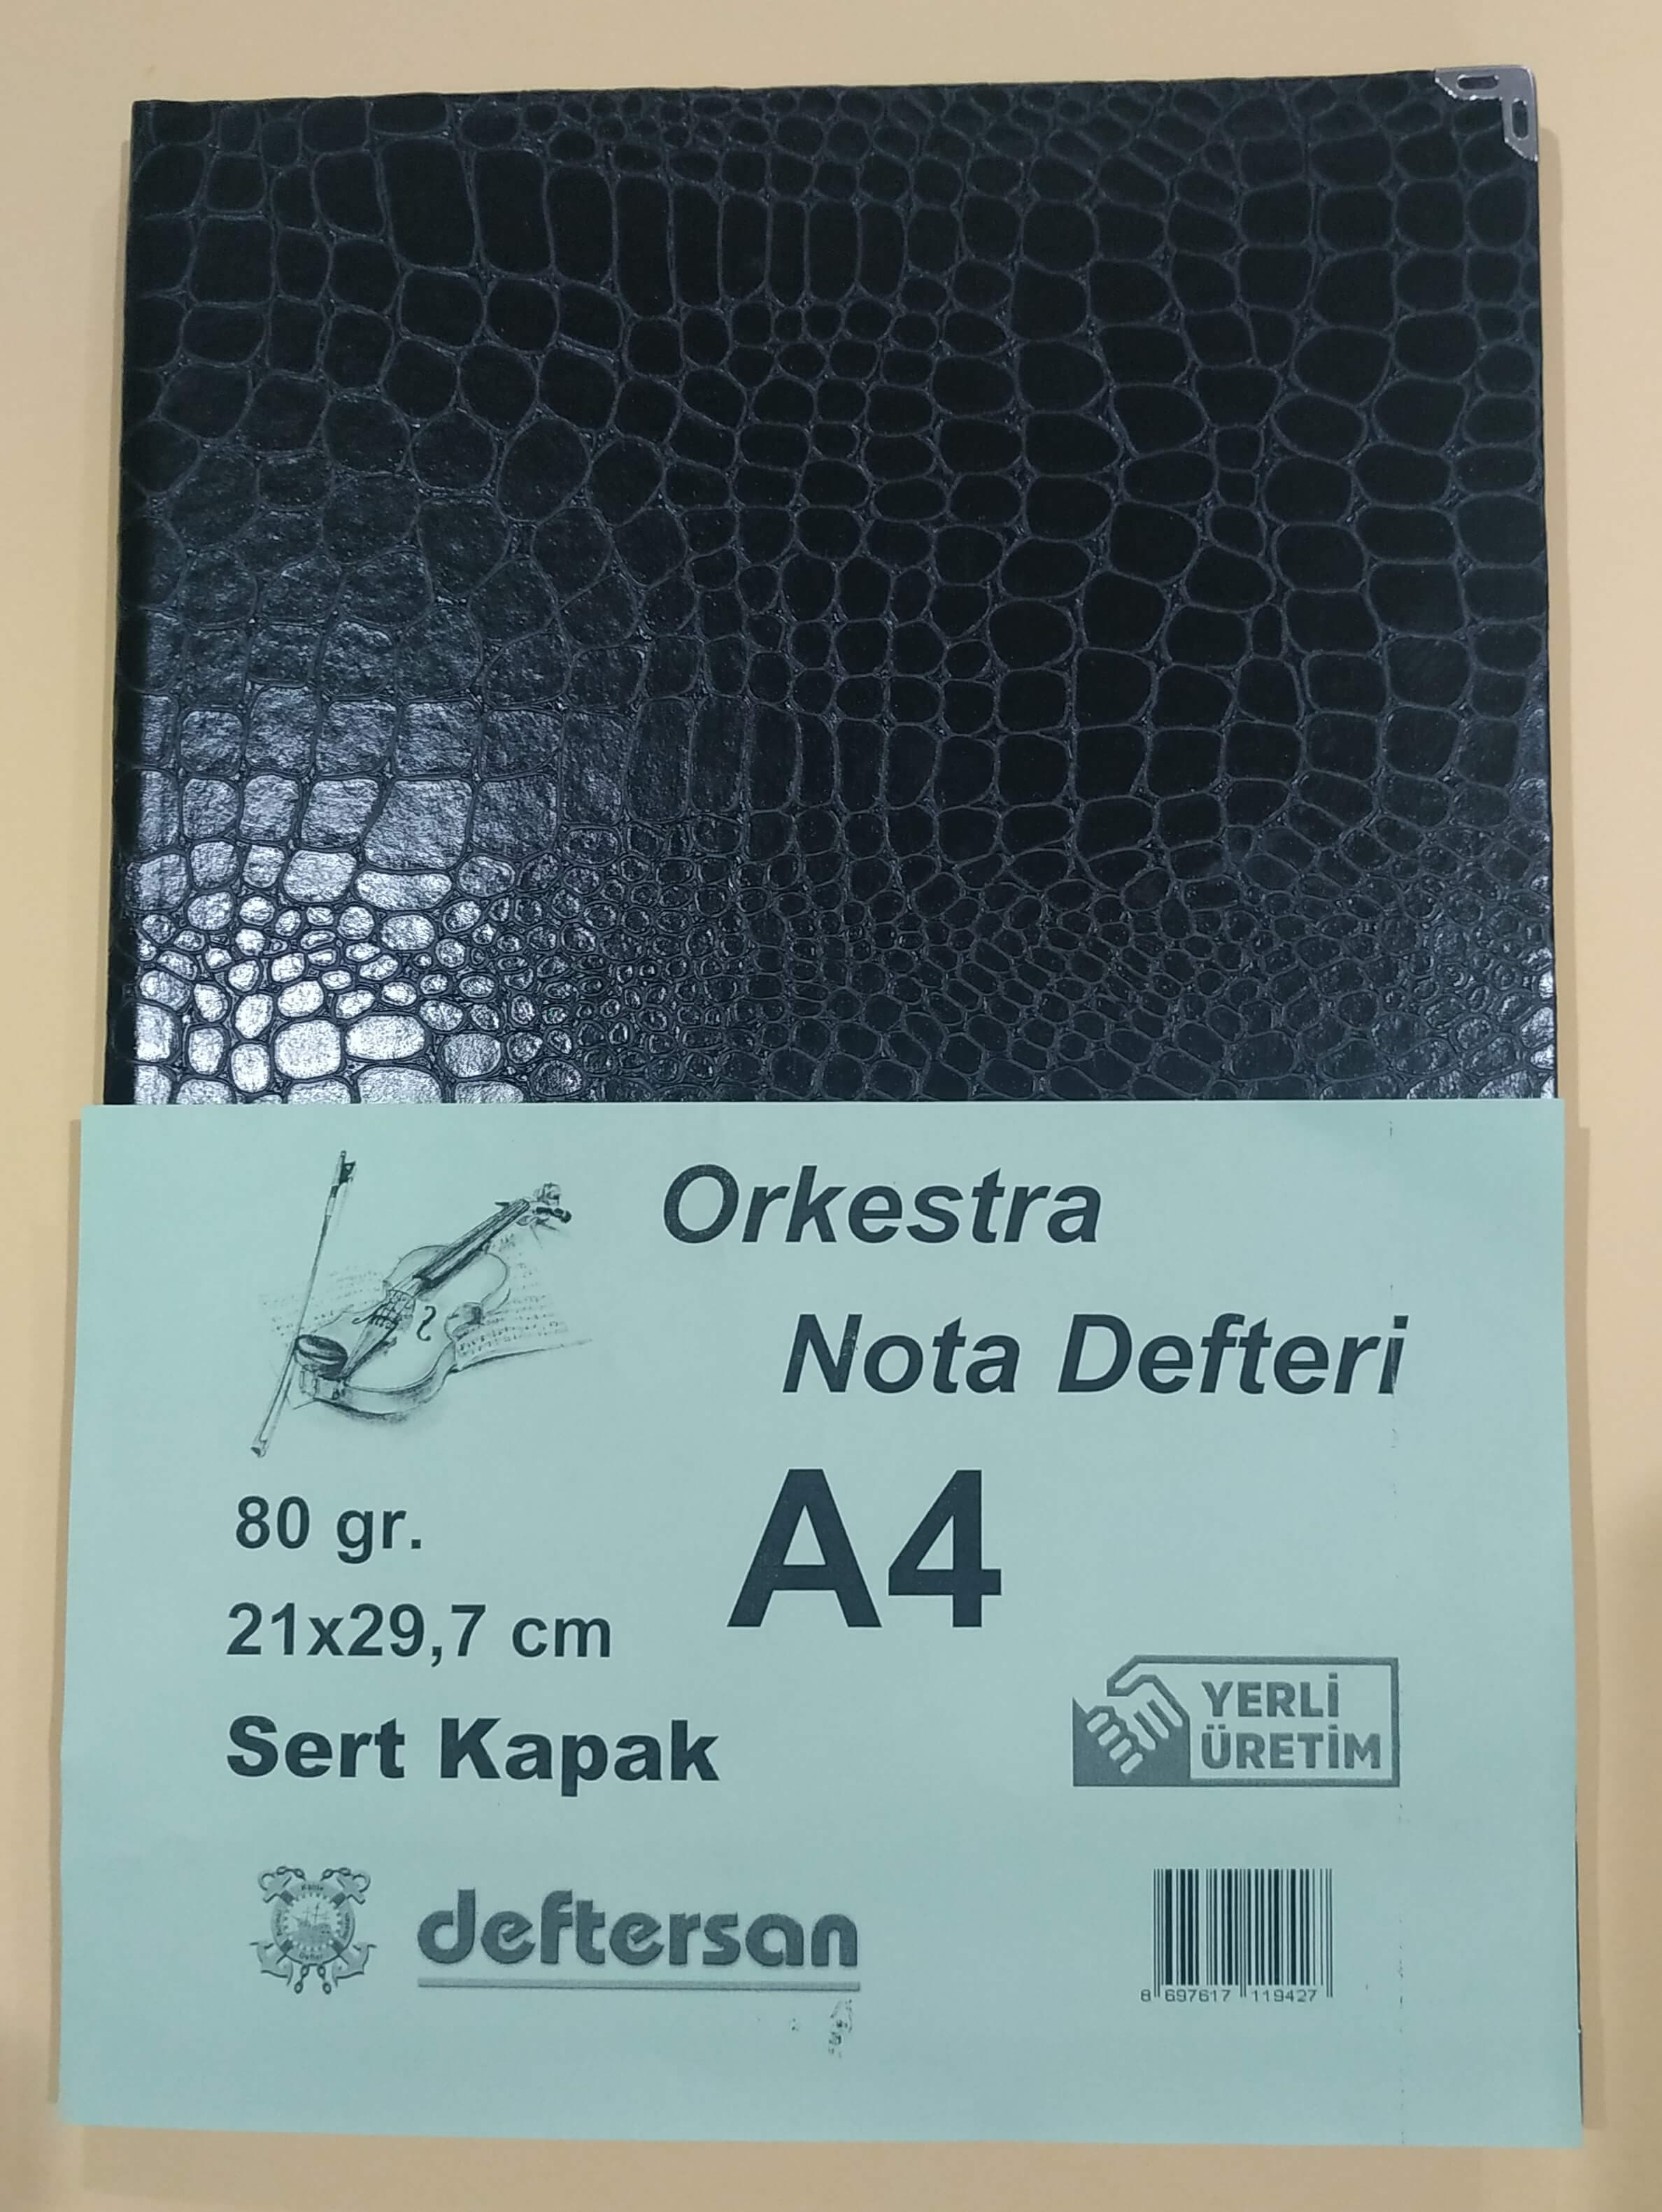 Orkestra
Nota Defteri
A4
80 gr.
21x29,7 cm
Sert Kapak
YERLİ
ÜRETİM
deftersan
8 697617 119427